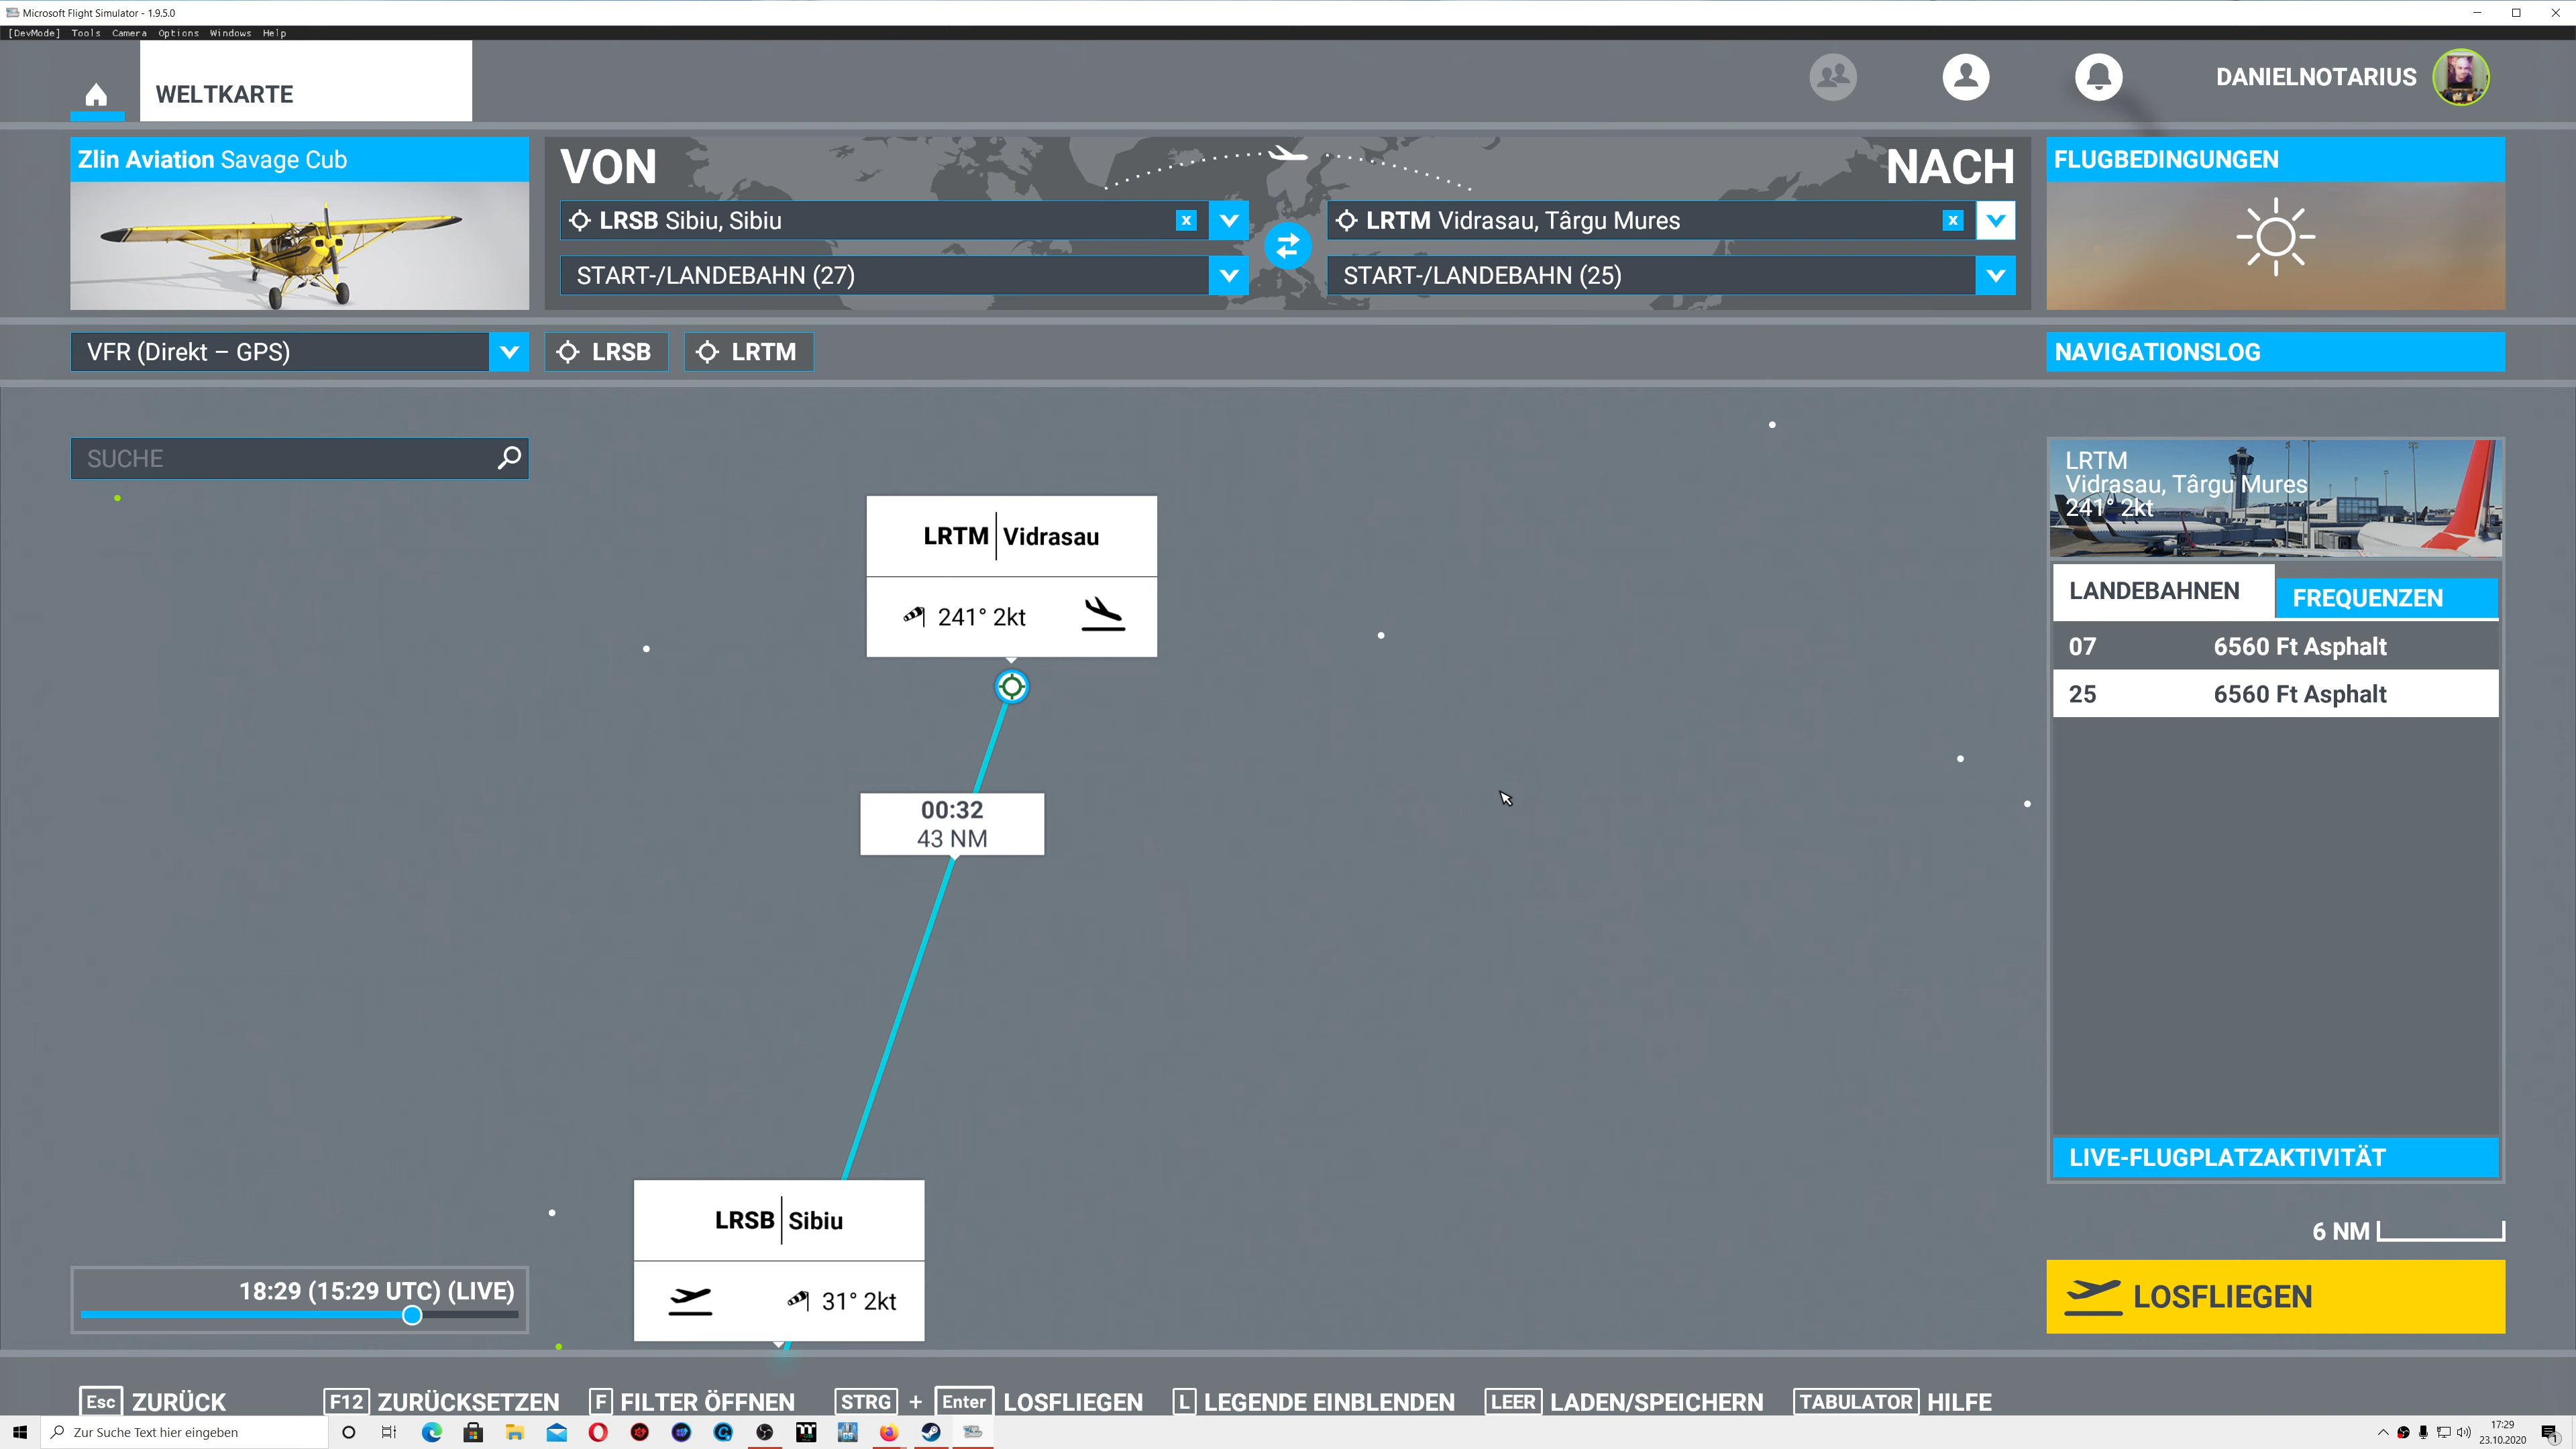 Microsoft Flight Simulator - 1.9.5.0
[DevMode] Tools Camera Options Windows Help
WELTKARTE
DANIELNOTARIUS
Zlin Aviation Savage Cub
VON
NACH
FLUGBEDINGUNGEN
LRSB Sibiu, Sibiu
x
LRTM Vidrasau, Târgu Mures
x
START-/LANDEBAHN (27)
START-/LANDEBAHN (25)
VFR (Direkt – GPS)
LRSB
LRTM
NAVIGATIONSLOG
SUCHE
LRTM
Vidrasau, Târgu Mures
241° 2kt
LRTM | Vidrasau
241° 2kt
LANDEBAHNEN
FREQUENZEN
07 6560 Ft Asphalt
25 6560 Ft Asphalt
00:32
43 NM
LIVE-FLUGPLATZAKTIVITÄT
LRSB | Sibiu
31° 2kt
6 NM
18:29 (15:29 UTC) (LIVE)
LOSFLIEGEN
Esc ZURÜCK
F12 ZURÜCKSETZEN
F FILTER ÖFFNEN
STRG + Enter LOSFLIEGEN
L LEGENDE EINBLENDEN
LEER LADEN/SPEICHERN
TABULATOR HILFE
Zur Suche Text hier eingeben
17:29
23.10.2020
1